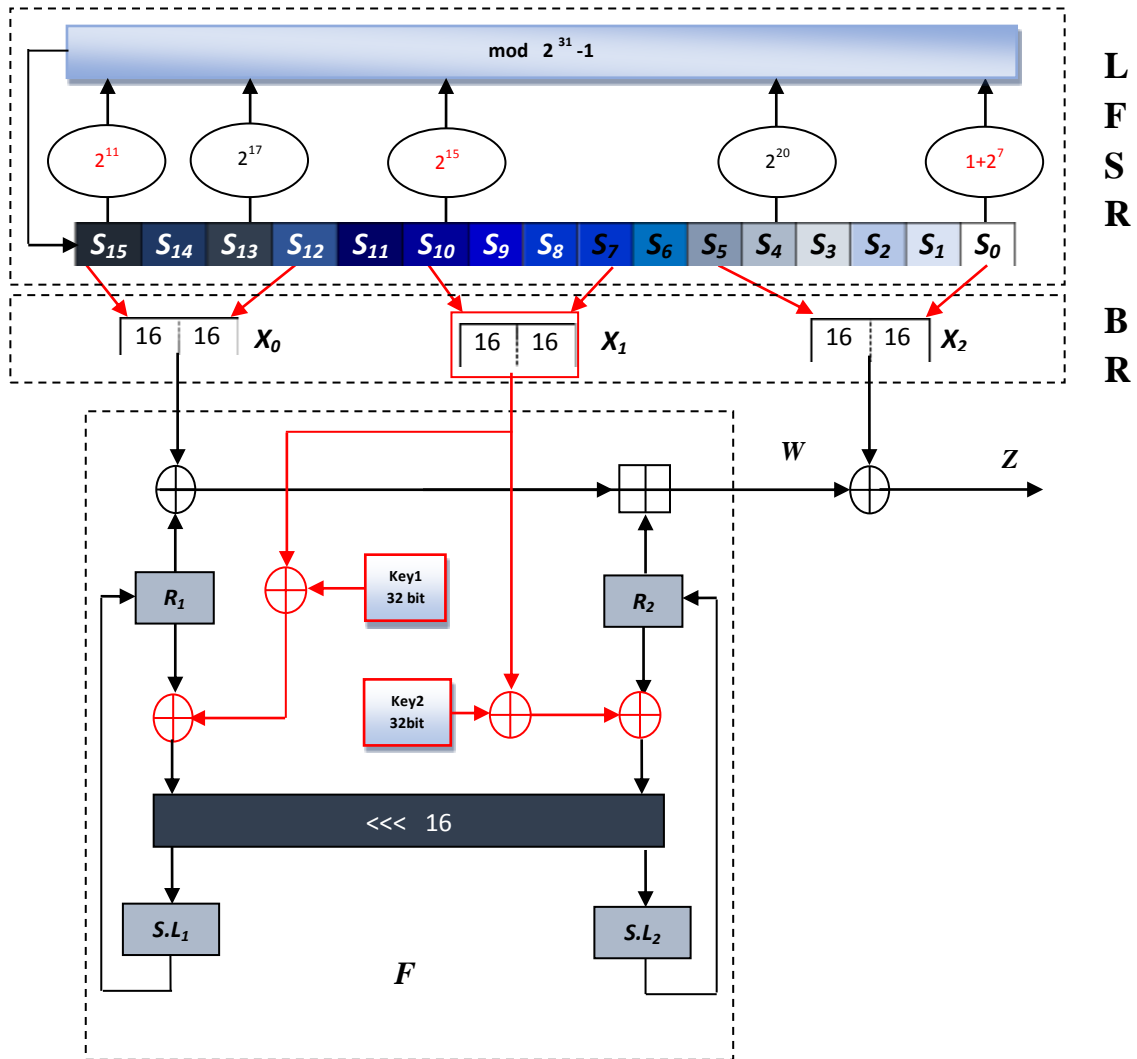 mod 2^31 -1
L
F
S
R
2^11
2^17
2^15
2^20
1+2^7
S15 S14 S13 S12 S11 S10 S9 S8 S7 S6 S5 S4 S3 S2 S1 S0
16 16 X0
16 16 X1
16 16 X2
B
R
W
Z
R1
Key1
32 bit
R2
Key2
32bit
<<< 16
S.L1
S.L2
F